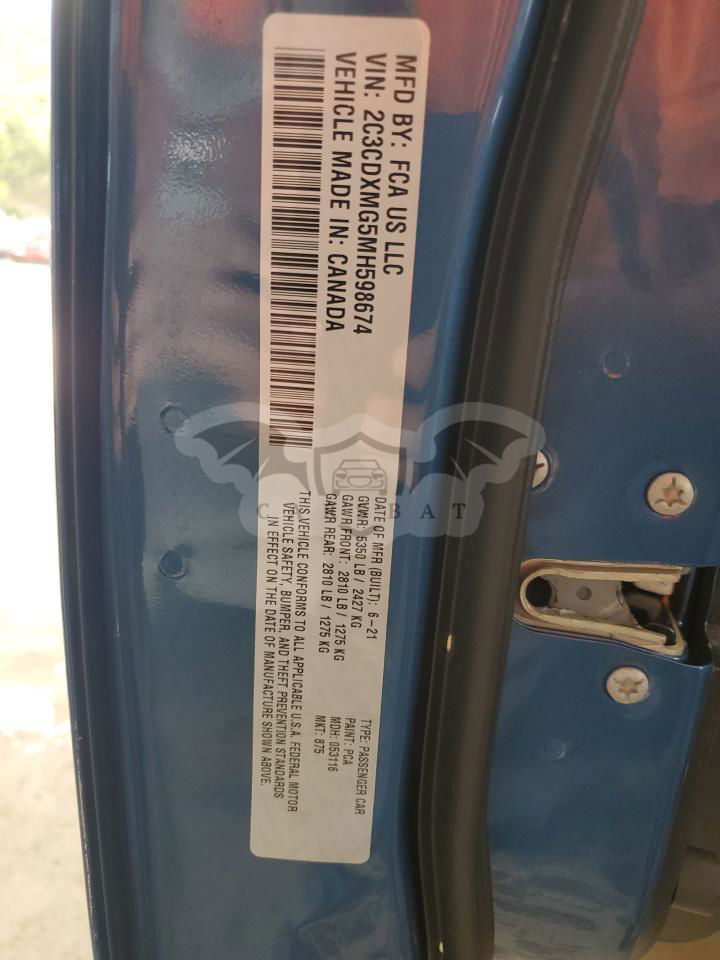 MFD BY: FCA US LLC
VIN: 2C3CDXMG5MH598674
VEHICLE MADE IN: CANADA
DATE OF MFR (BUILT): 6-21
GVWR: 5350 LB / 2427 KG
GAWR FRONT: 2810 LB / 1275 KG
GAWR REAR: 2810 LB / 1275 KG
TYPE: PASSENGER CAR
PAINT: PCA
MDH: 053116
MKT: 875
THIS VEHICLE CONFORMS TO ALL APPLICABLE U.S.A. FEDERAL MOTOR
VEHICLE SAFETY, BUMPER, AND THEFT PREVENTION STANDARDS
IN EFFECT ON THE DATE OF MANUFACTURE SHOWN ABOVE.